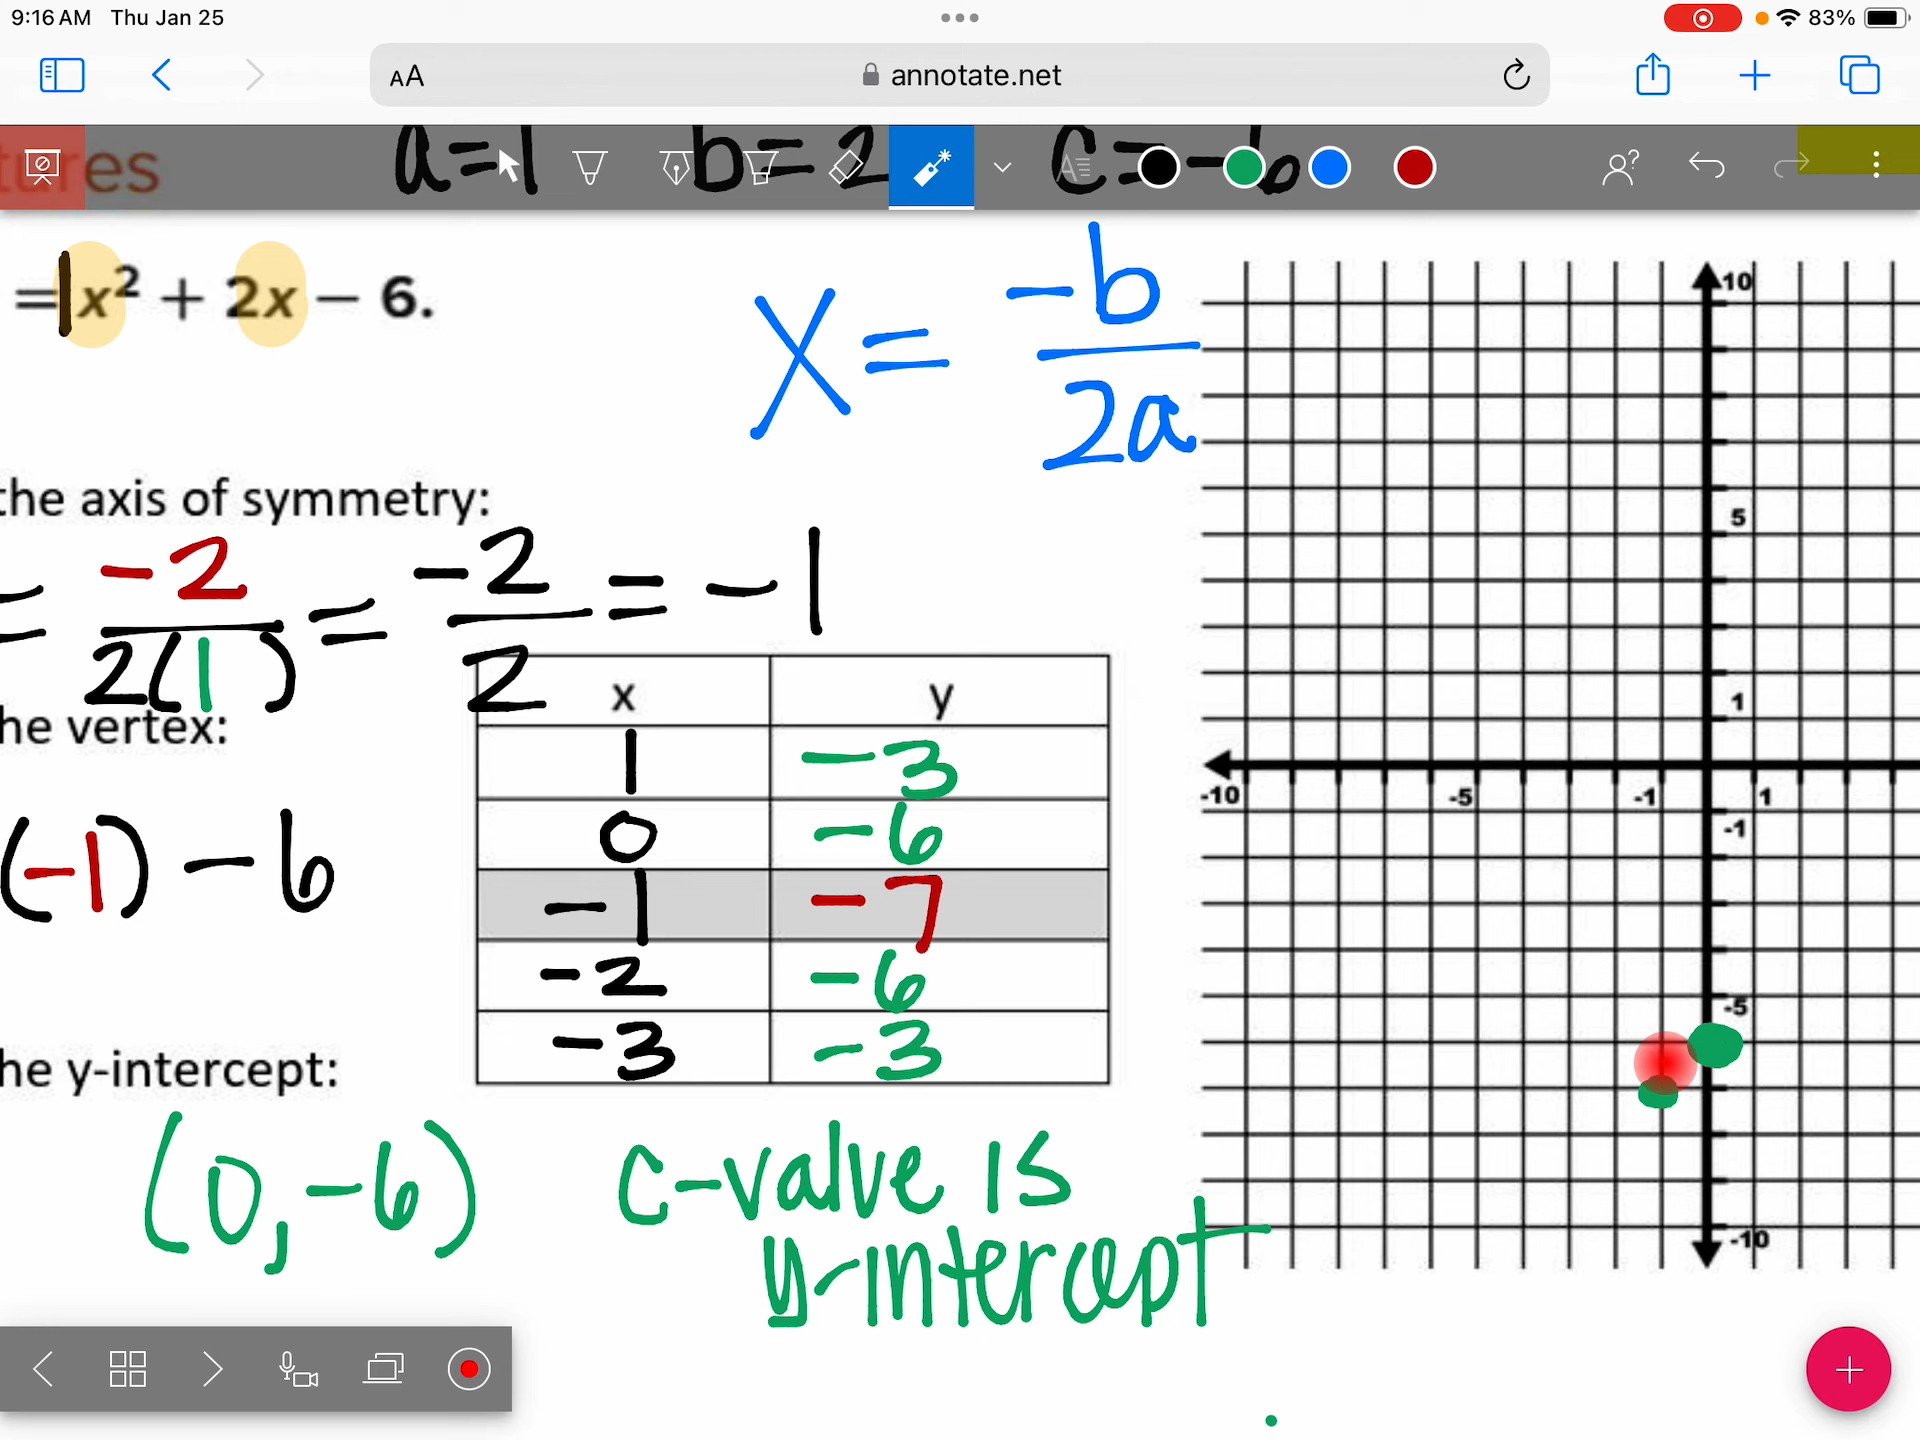 9:16 AM Thu Jan 25
83%
AA
annotate.net
tures a=1 b=2 c=-6
=1x² + 2x − 6.
x = -b
2a
the axis of symmetry:
= -2 = -2 = -1
2(1) 2
x y
1 -3
0 -6
-1 -7
-2 -6
-3 -3
he vertex:
(-1) - 6
he y-intercept:
(0,-6)
c-value is
y-intercept
10
5
1
-10 -5 -1 1
-1
-5
-10